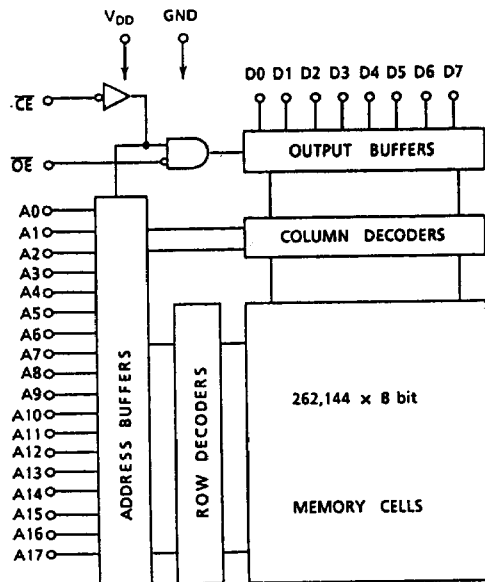 VDD GND
D0 D1 D2 D3 D4 D5 D6 D7
CE
OE
OUTPUT BUFFERS
COLUMN DECODERS
A0
A1
A2
A3
A4
A5
A6
A7
A8
A9
A10
A11
A12
A13
A14
A15
A16
A17
ADDRESS BUFFERS
ROW DECODERS
262,144 × 8 bit
MEMORY CELLS